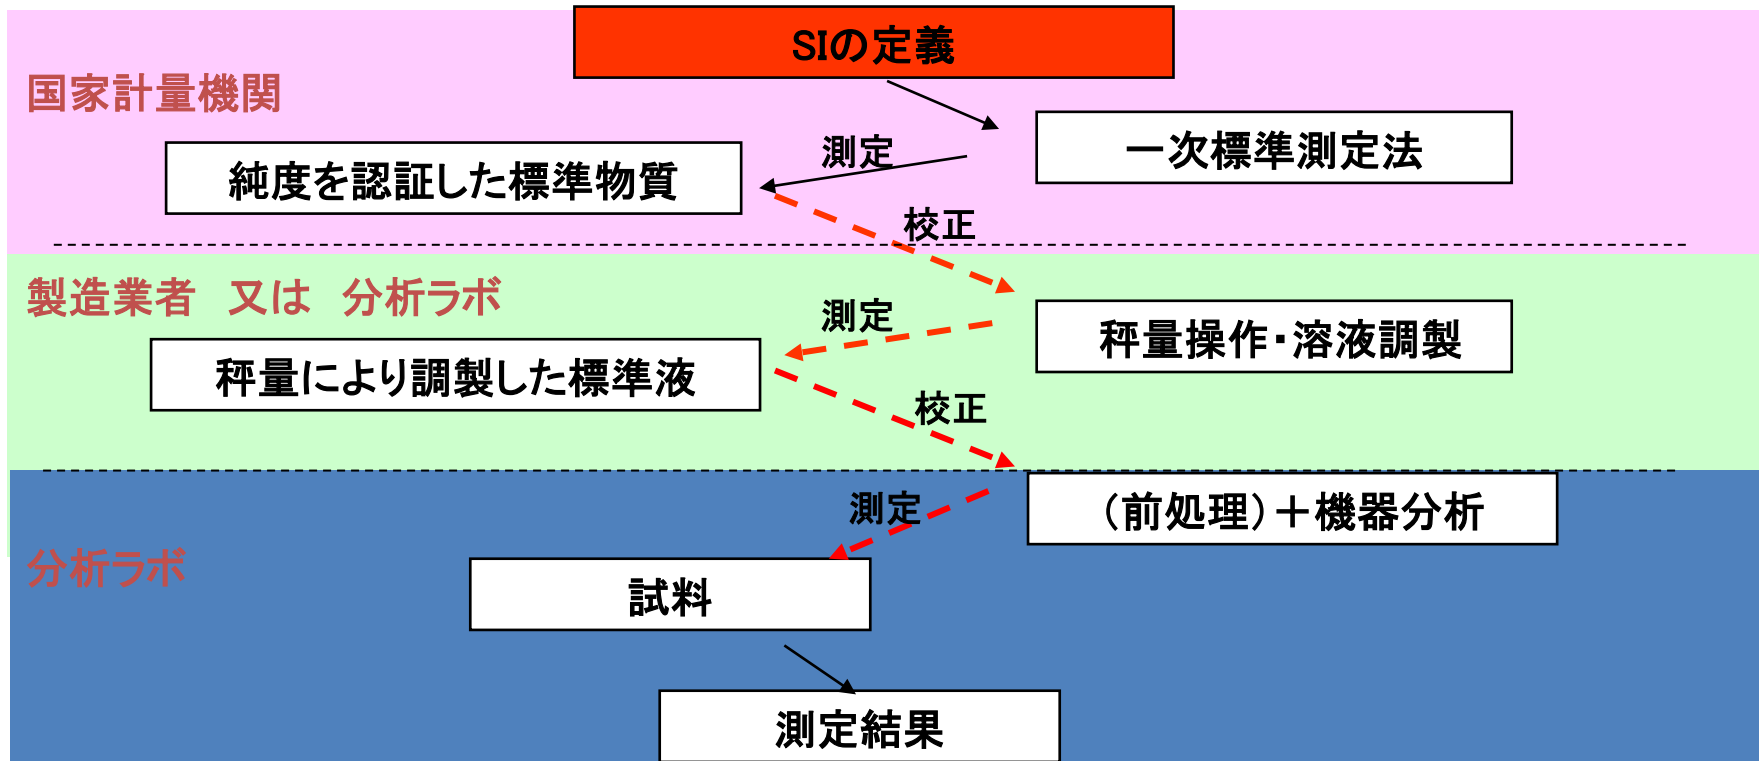 SIの定義
国家計量機関
一次標準測定法
測定
純度を認証した標準物質
校正
製造業者　又は　分析ラボ
測定
秤量操作・溶液調製
秤量により調製した標準液
校正
（前処理）＋機器分析
測定
分析ラボ
試料
測定結果